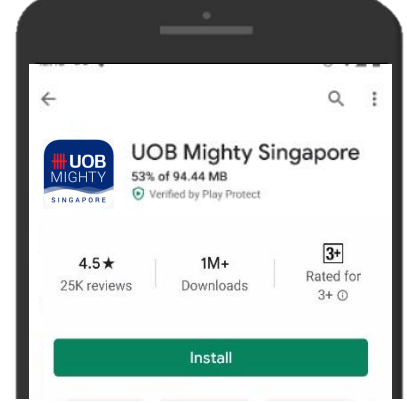 UOB Mighty Singapore
UOB
MIGHTY
SINGAPORE
53% of 94.44 MB
Verified by Play Protect
4.5★
1M+
3+
25K reviews
Downloads
Rated for
3+
Install